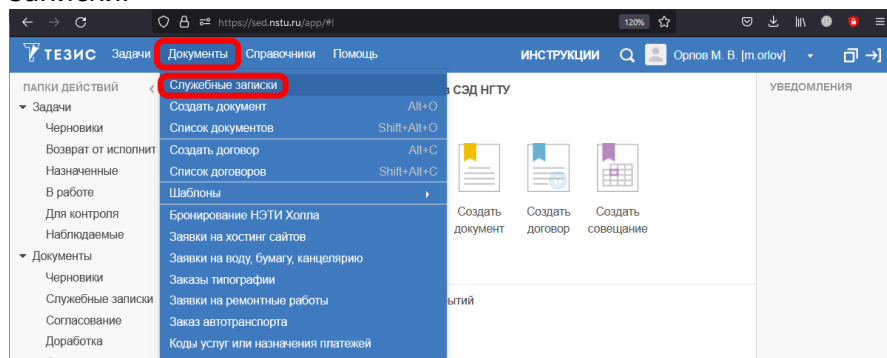 https://sed.nstu.ru/app/#!
120%
ТЕЗИС Задачи Документы Справочники Помощь ИНСТРУКЦИИ Орлов М. В. [m.orlov]
ПАПКИ ДЕЙСТВИЙ
Задачи
Черновики
Возврат от исполнит
Назначенные
В работе
Для контроля
Наблюдаемые
Документы
Черновики
Служебные записки
Согласование
Доработка
Служебные записки
Создать документ Alt+O
Список документов Shift+Alt+O
Создать договор Alt+C
Список договоров Shift+Alt+C
Шаблоны
Бронирование НЭТИ Холла
Заявки на хостинг сайтов
Заявки на воду, бумагу, канцелярию
Заказы типографии
Заявки на ремонтные работы
Заказ автотранспорта
Коды услуг или назначения платежей
СЭД НГТУ
Создать документ
Создать договор
Создать совещание
ытий
УВЕДОМЛЕНИЯ